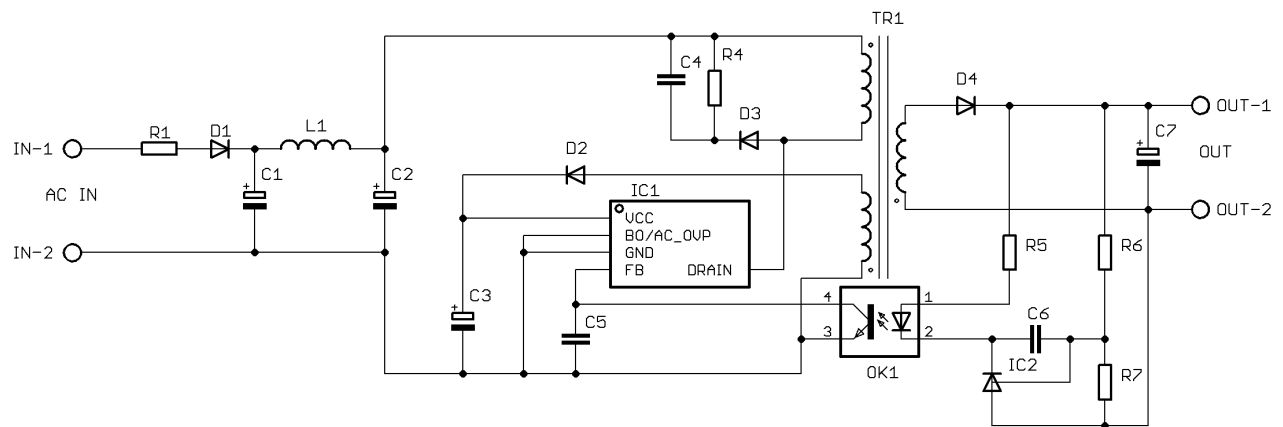 TR1
C4
R4
D3
D4
OUT-1
C7
OUT
OUT-2
IN-1
R1
D1
L1
C1
C2
AC IN
IN-2
D2
IC1
VCC
BO/AC_OVP
GND
FB
DRAIN
C3
C5
4
3
1
2
OK1
R5
R6
C6
IC2
R7
+
+
+
+